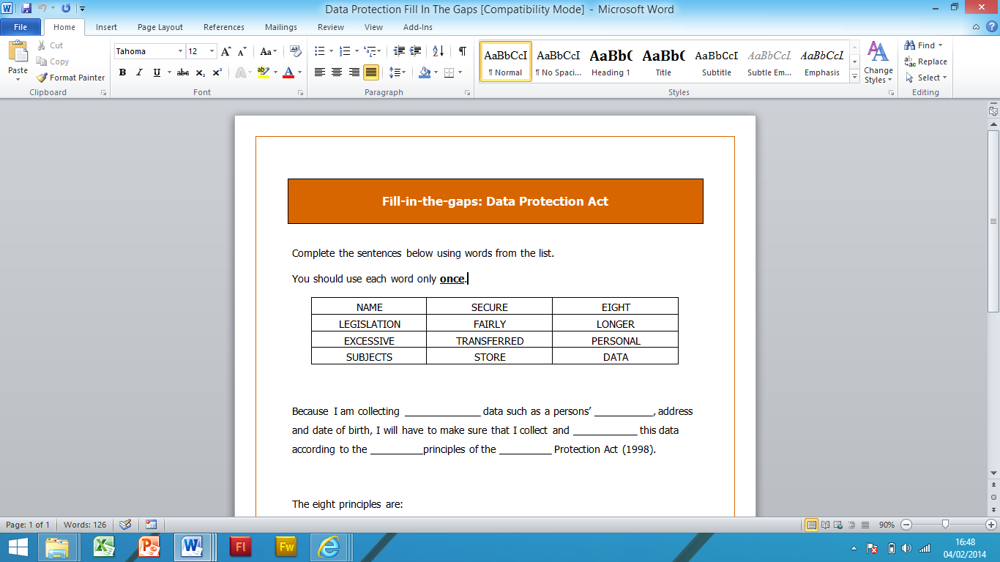 Data Protection Fill In The Gaps [Compatibility Mode] - Microsoft Word
File Home Insert Page Layout References Mailings Review View Add-Ins
Paste
Cut
Copy
Format Painter
Clipboard
Tahoma 12
Font
Paragraph
AaBbCcI AaBbCcI AaBb( AaBb( AaBbCcI AaBbCcI AaBbCcI
¶ Normal ¶ No Spaci... Heading 1 Title Subtitle Subtle Em... Emphasis
Change Styles
Styles
Find
Replace
Select
Editing
Fill-in-the-gaps: Data Protection Act
Complete the sentences below using words from the list.
You should use each word only once.
NAME SECURE EIGHT
LEGISLATION FAIRLY LONGER
EXCESSIVE TRANSFERRED PERSONAL
SUBJECTS STORE DATA
Because I am collecting _____________ data such as a persons’ __________, address
and date of birth, I will have to make sure that I collect and ___________ this data
according to the _________principles of the _________ Protection Act (1998).
The eight principles are:
Page: 1 of 1 Words: 126 90%
Fl Fw
16:48
04/02/2014